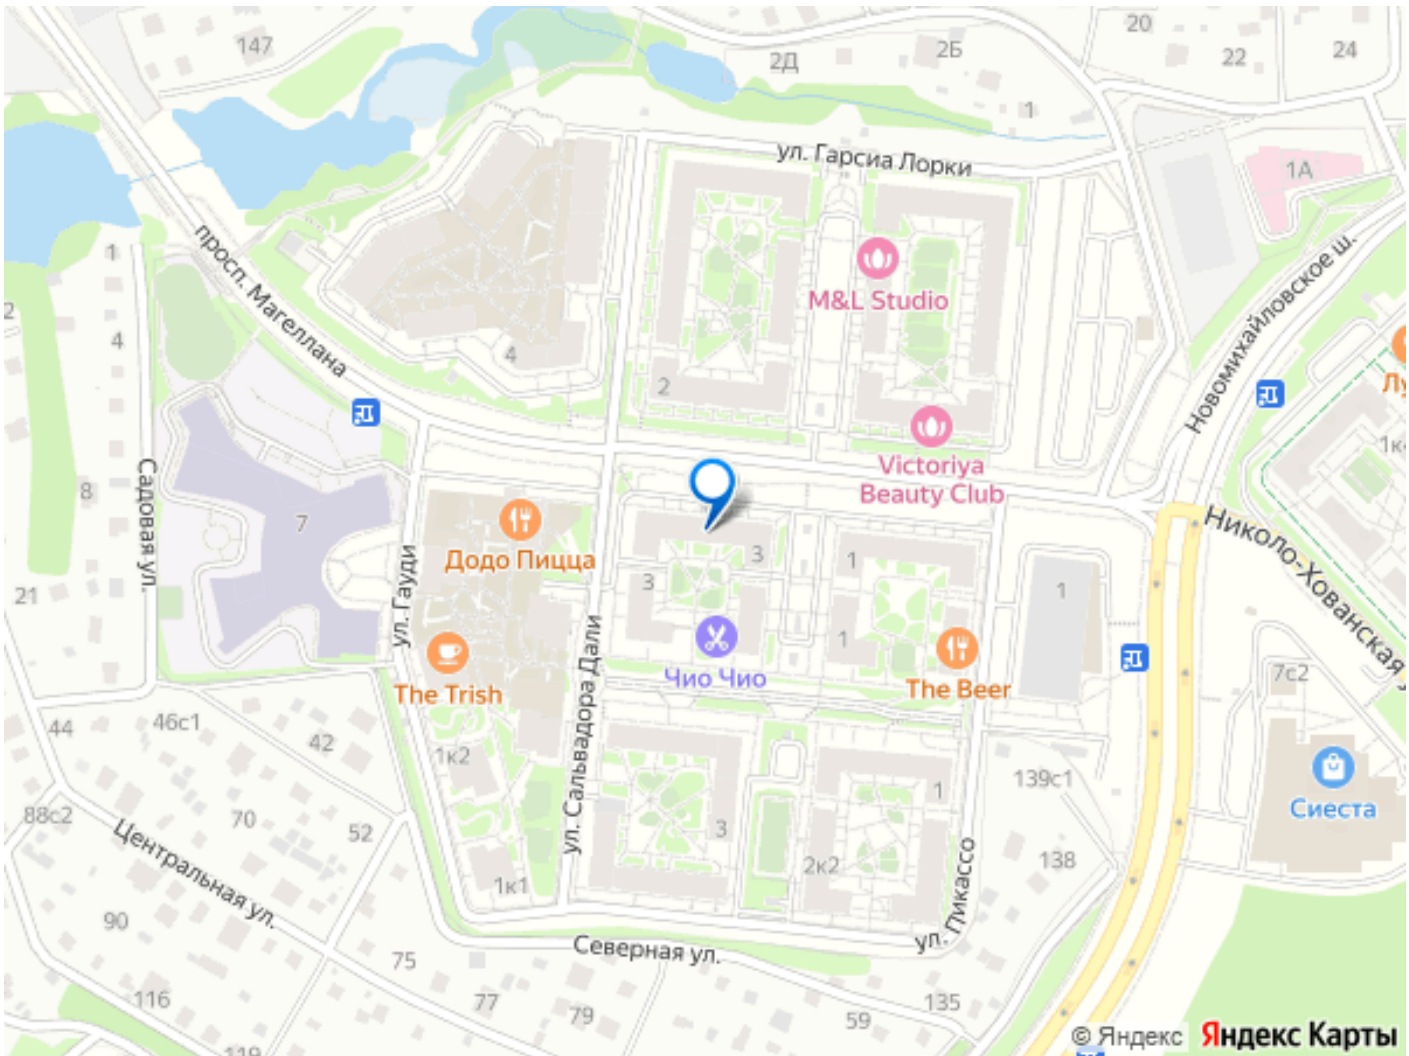 147
2Д
2Б
20
22
24
1
1А
ул. Гарсиа Лорки
просп. Магеллана
1
4
2
4
M&L Studio
Новомихайловское ш.
Victoriya
Beauty Club
2
1к
Садовая ул.
8
7
Додо Пицца
3
3
1
1
1
Николо-Хованская
21
ул. Гауди
The Trish
ул. Сальвадора Дали
Чио Чио
The Beer
7с2
44
46с1
42
1к2
139с1
1
Сиеста
88с2
70
52
3
2к2
138
Центральная ул.
1к1
90
ул. Пикассо
Северная ул.
75
116
77
79
59
135
119
© Яндекс Яндекс Карты